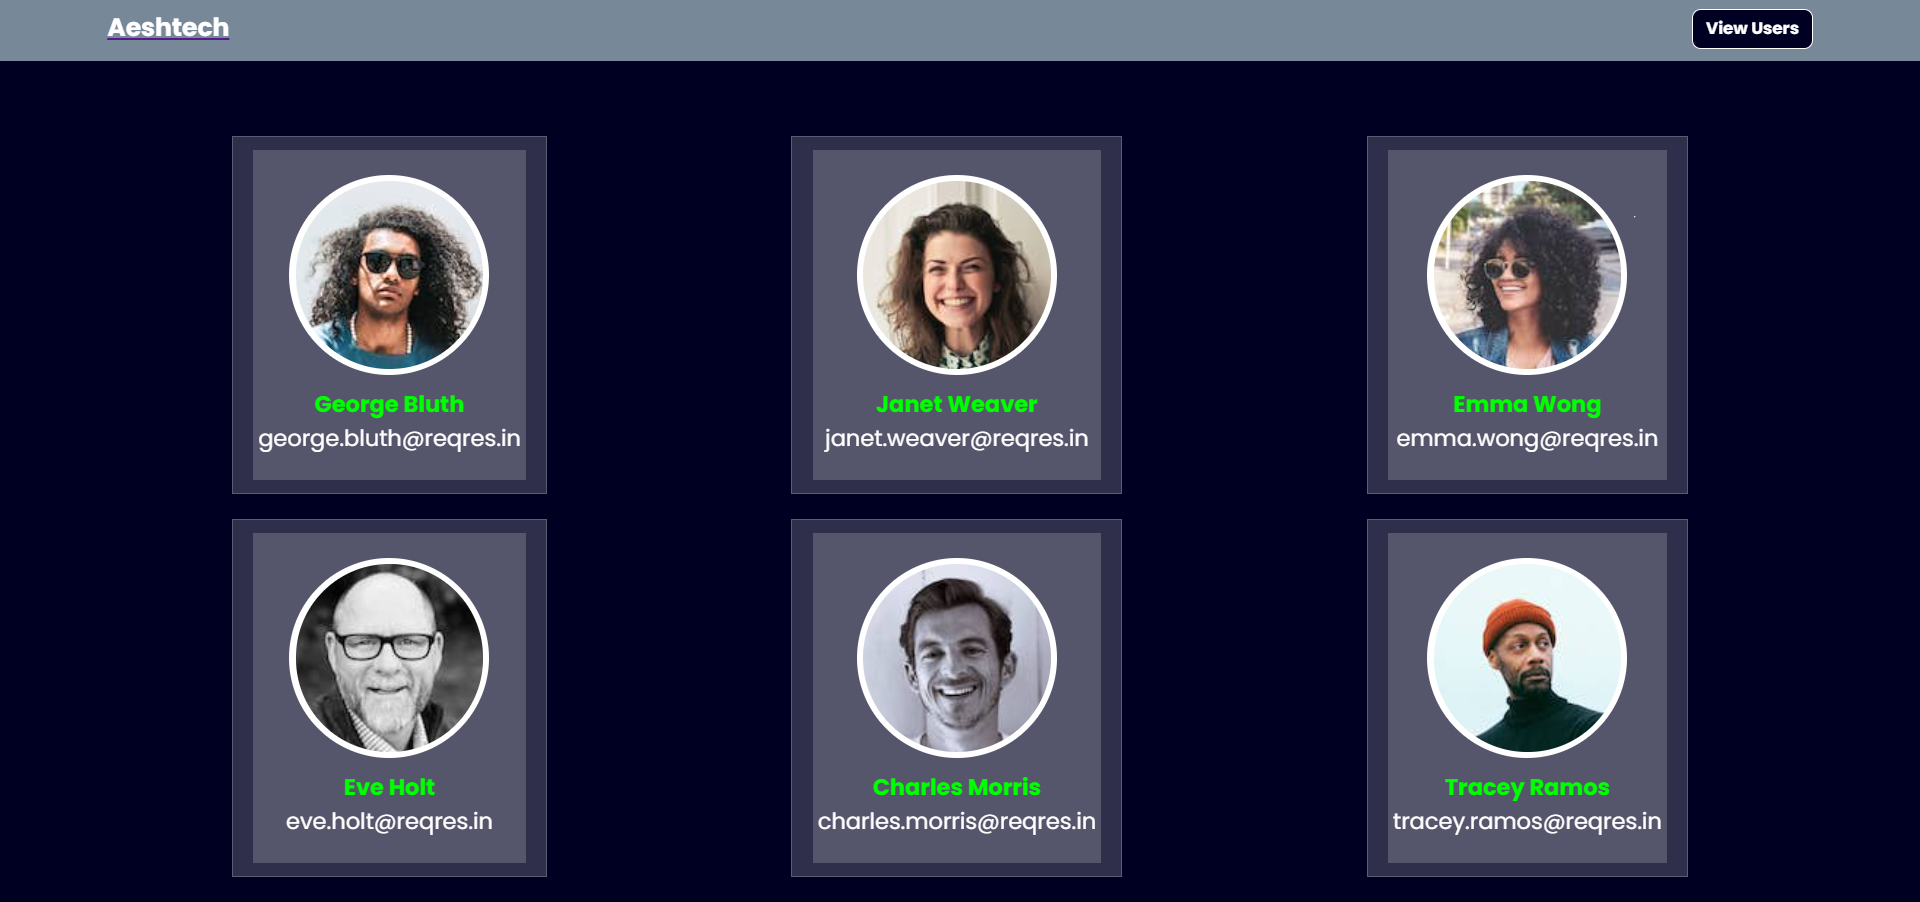 Aeshtech
View Users
George Bluth
george.bluth@reqres.in
Janet Weaver
janet.weaver@reqres.in
Emma Wong
emma.wong@reqres.in
Eve Holt
eve.holt@reqres.in
Charles Morris
charles.morris@reqres.in
Tracey Ramos
tracey.ramos@reqres.in